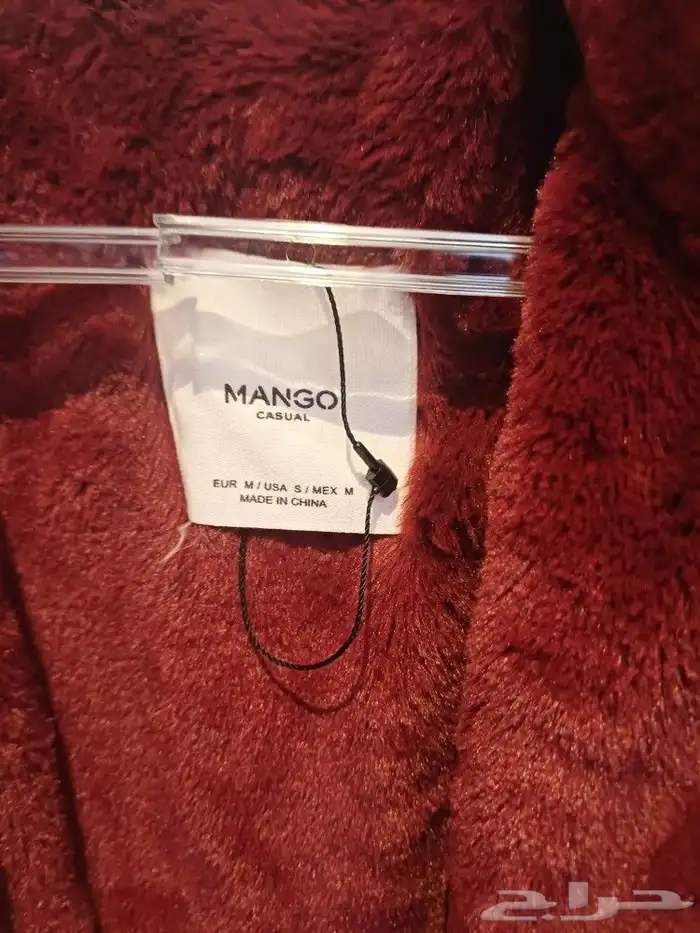 MANGO
CASUAL
EUR M / USA S / MEX M
MADE IN CHINA
حراج